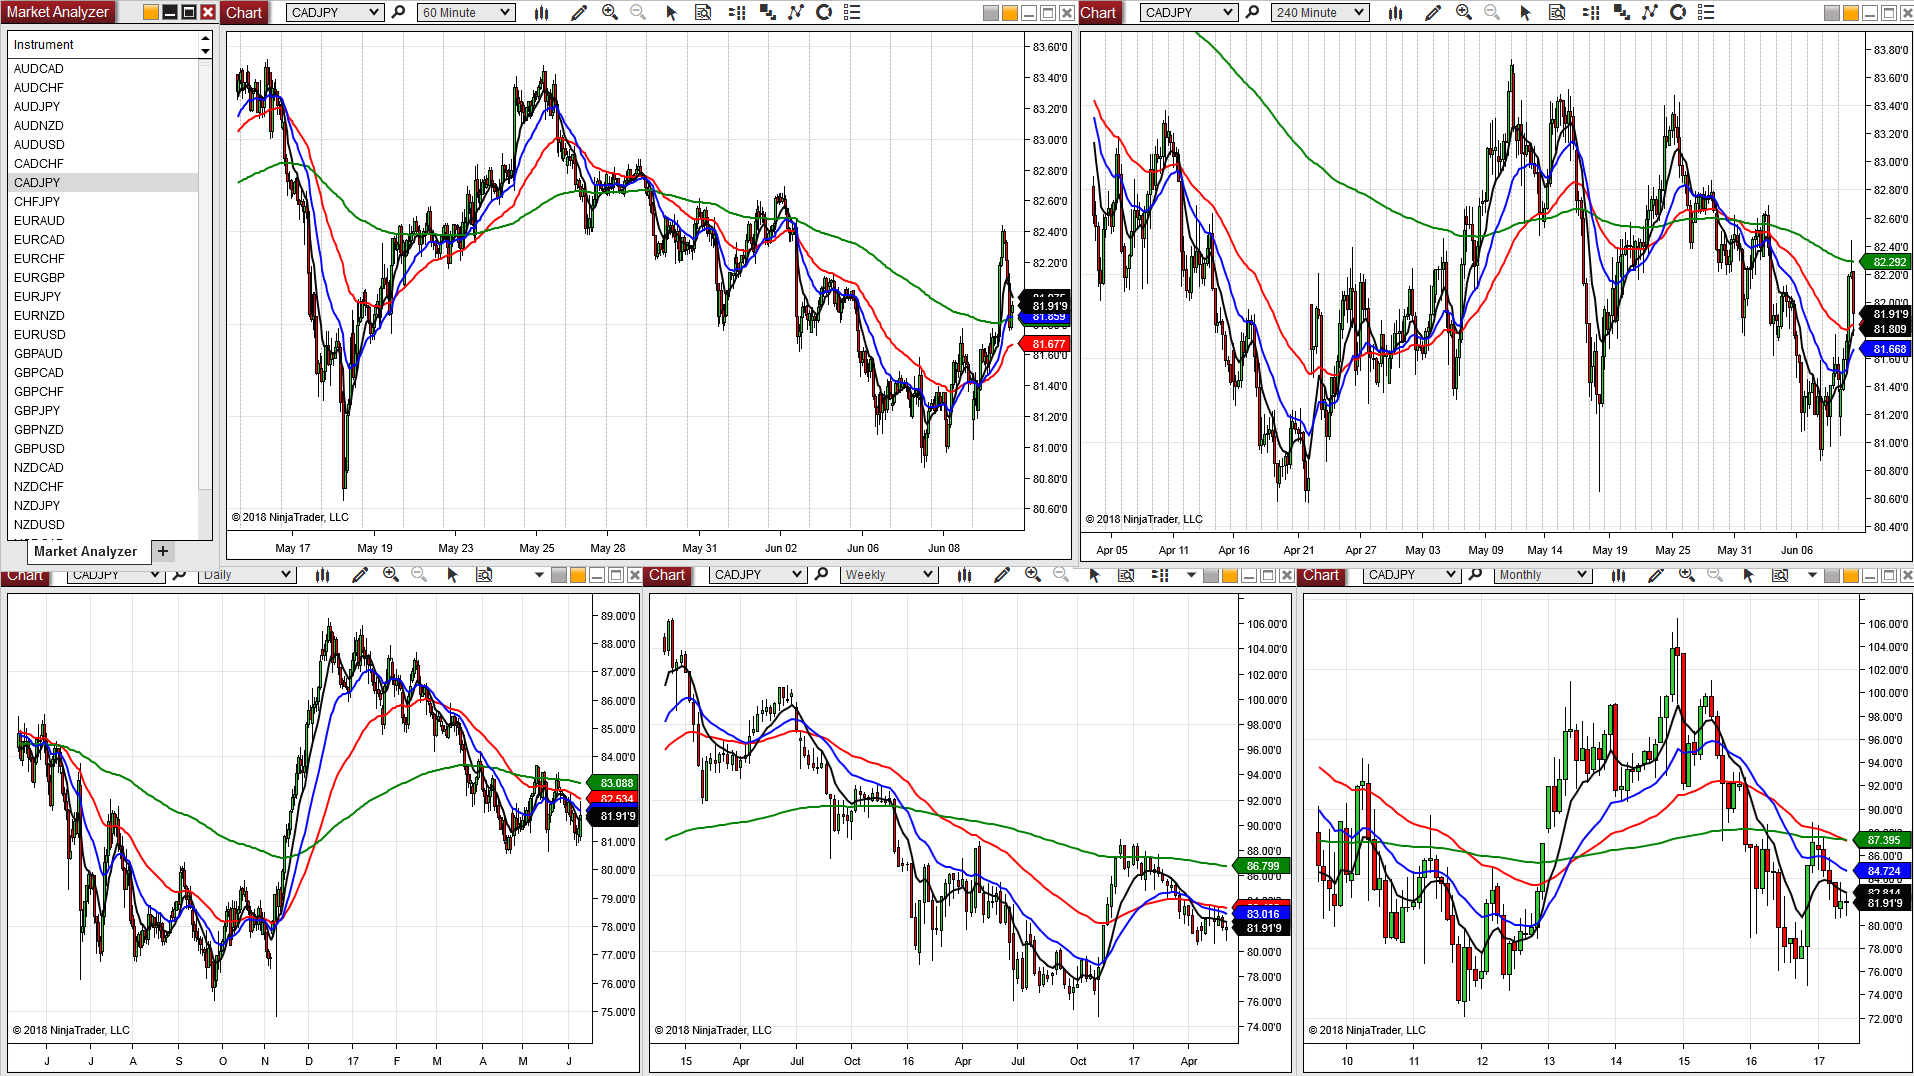 Market Analyzer
Instrument
AUDCAD
AUDCHF
AUDJPY
AUDNZD
AUDUSD
CADCHF
CADJPY
CHFJPY
EURAUD
EURCAD
EURCHF
EURGBP
EURJPY
EURNZD
EURUSD
GBPAUD
GBPCAD
GBPCHF
GBPJPY
GBPNZD
GBPUSD
NZDCAD
NZDCHF
NZDJPY
NZDUSD
Market Analyzer +
Chart CADJPY 60 Minute
83.60'0
83.40'0
83.20'0
83.00'0
82.80'0
82.60'0
82.40'0
82.20'0
81.91'9
81.859
81.677
81.60'0
81.40'0
81.20'0
81.00'0
80.80'0
80.60'0
© 2018 NinjaTrader, LLC
May 17 May 19 May 23 May 25 May 28 May 31 Jun 02 Jun 06 Jun 08
Chart CADJPY 240 Minute
83.80'0
83.60'0
83.40'0
83.20'0
83.00'0
82.80'0
82.60'0
82.40'0
82.292
82.20'0
82.00'0
81.91'9
81.809
81.668
81.60'0
81.40'0
81.20'0
81.00'0
80.80'0
80.60'0
80.40'0
© 2018 NinjaTrader, LLC
Apr 05 Apr 11 Apr 16 Apr 21 Apr 27 May 03 May 09 May 14 May 19 May 25 May 31 Jun 06
Chart CADJPY Daily
89.00'0
88.00'0
87.00'0
86.00'0
85.00'0
84.00'0
83.088
82.534
81.91'9
81.00'0
80.00'0
79.00'0
78.00'0
77.00'0
76.00'0
75.00'0
© 2018 NinjaTrader, LLC
J J A S O N D 17 F M A M J
Chart CADJPY Weekly
106.00'0
104.00'0
102.00'0
100.00'0
98.00'0
96.00'0
94.00'0
92.00'0
90.00'0
88.00'0
86.799
86.00'0
83.016
81.91'9
80.00'0
78.00'0
76.00'0
74.00'0
© 2018 NinjaTrader, LLC
15 Apr Jul Oct 16 Apr Jul Oct 17 Apr
Chart CADJPY Monthly
106.00'0
104.00'0
102.00'0
100.00'0
98.00'0
96.00'0
94.00'0
92.00'0
90.00'0
87.395
86.00'0
84.724
82.814
81.91'9
80.00'0
78.00'0
76.00'0
74.00'0
72.00'0
© 2018 NinjaTrader, LLC
10 11 12 13 14 15 16 17